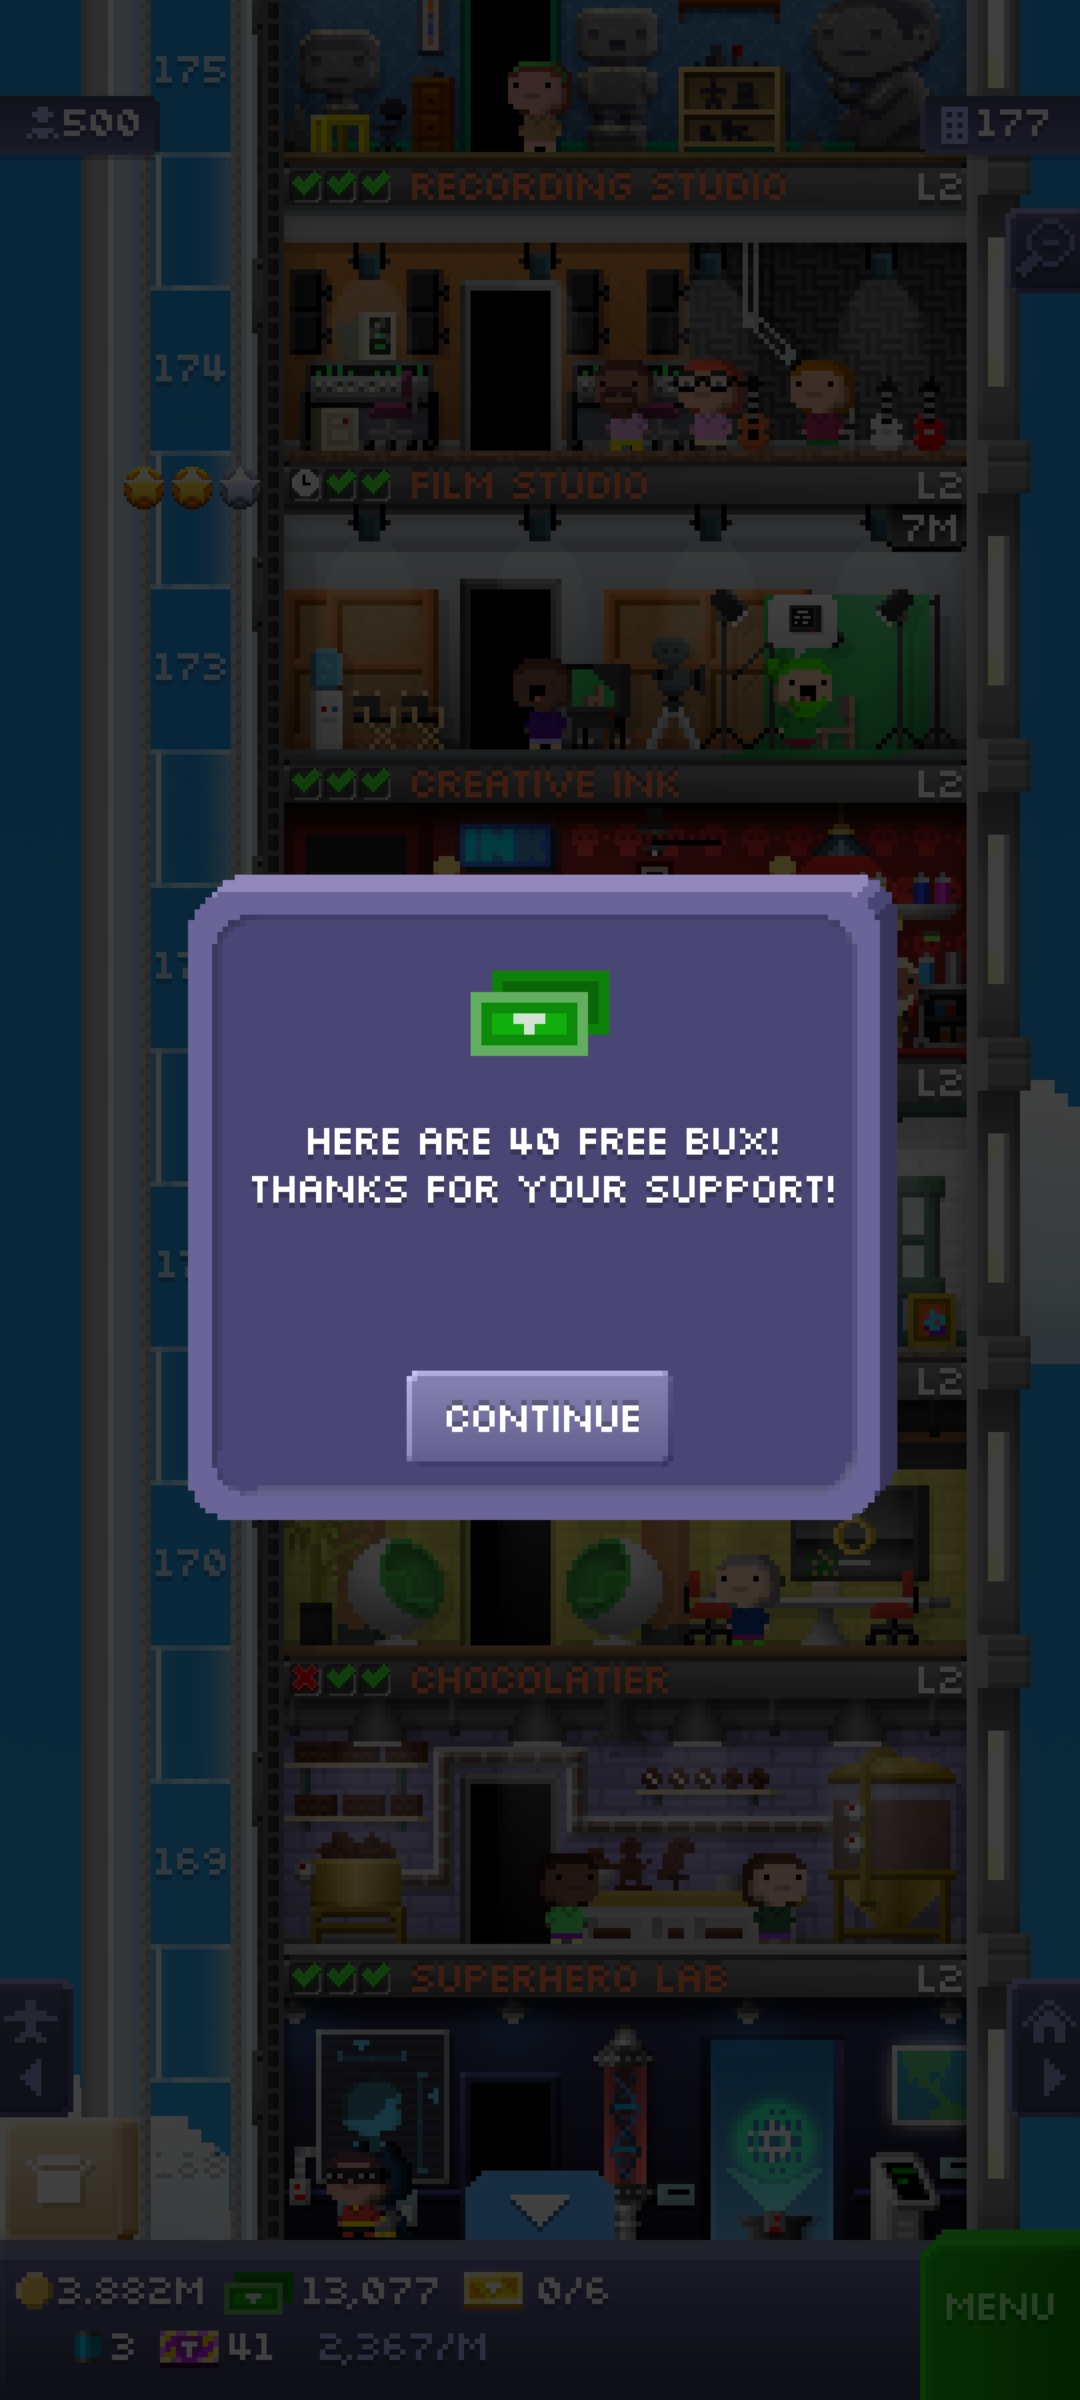 175
500
177
RECORDING STUDIO L2
174
FILM STUDIO L2
7M
173
CREATIVE INK L2
INK
L2
HERE ARE 40 FREE BUX!
THANKS FOR YOUR SUPPORT!
L2
CONTINUE
170
CHOCOLATIER L2
169
SUPERHERO LAB L2
3.882M 13,077 0/6
MENU
3 41 2,367/M